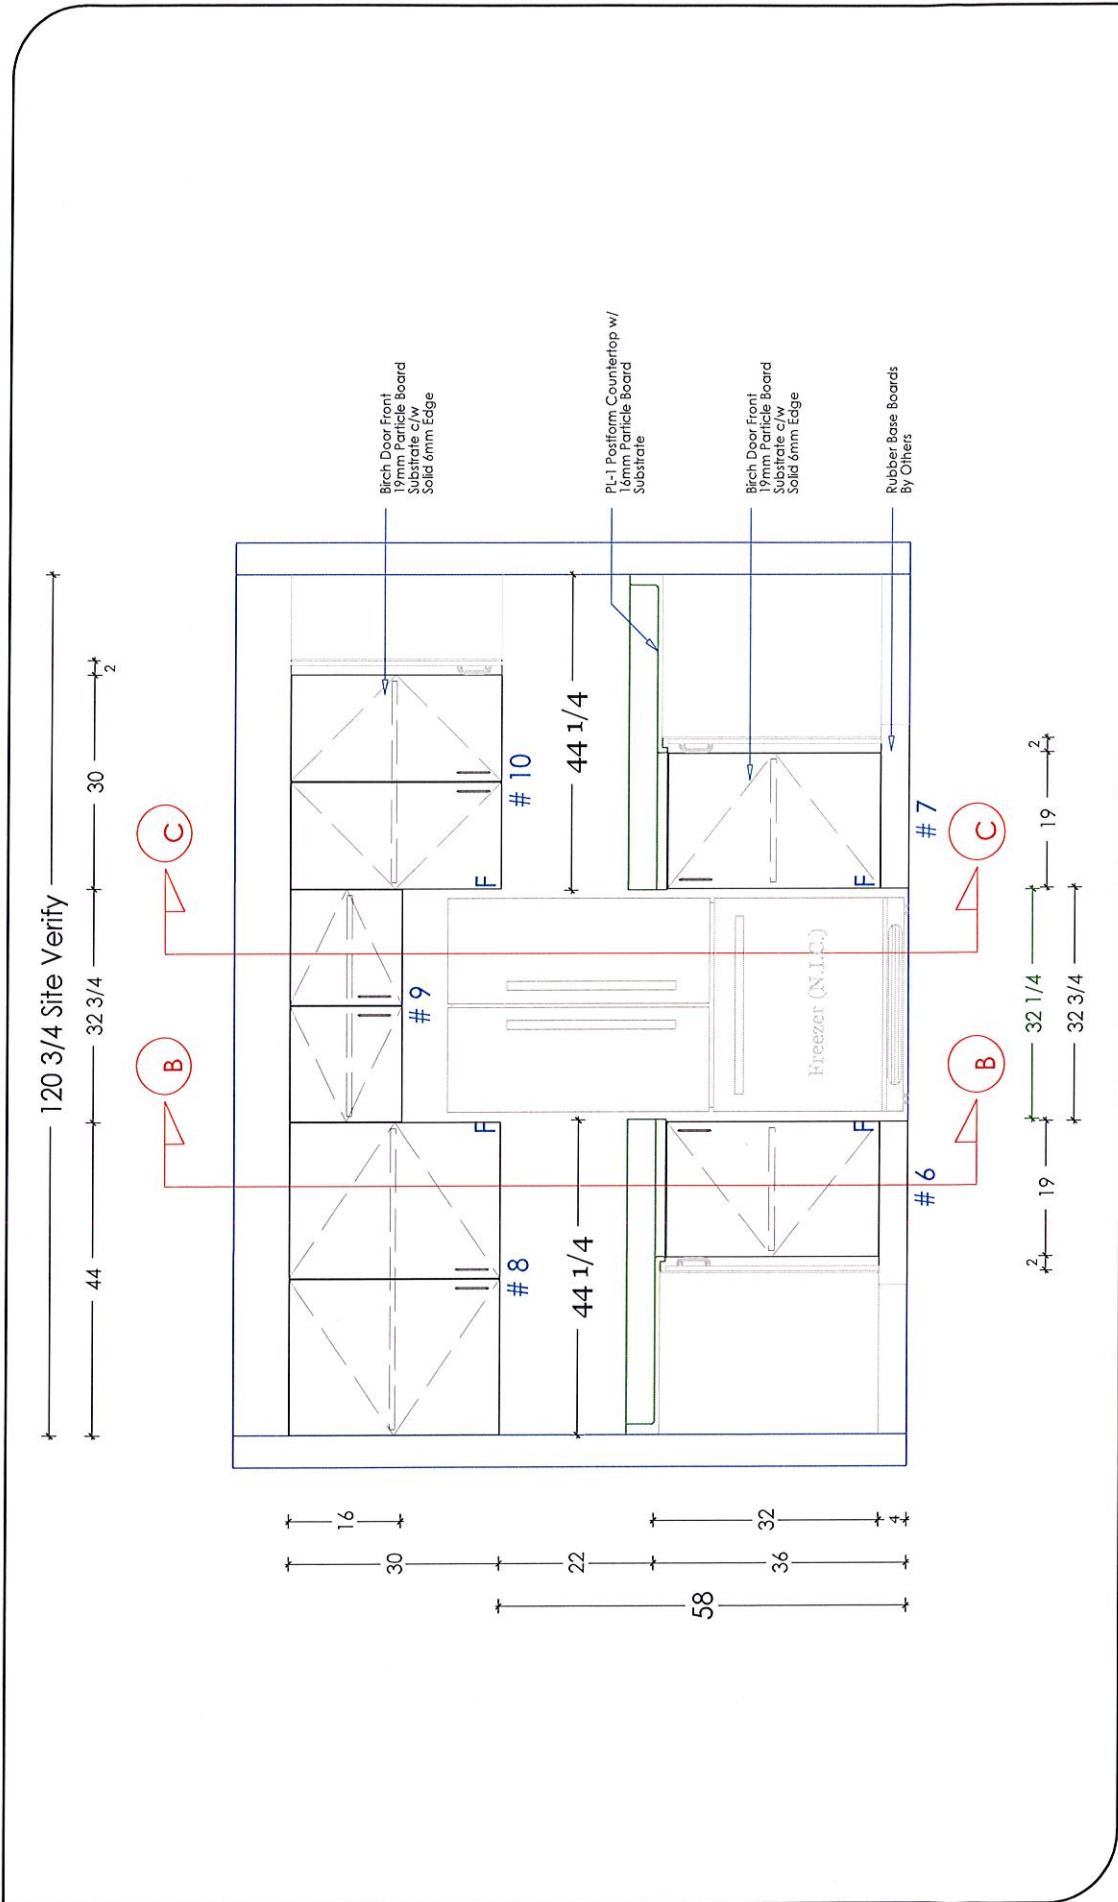 120 3/4 Site Verify
44
32 3/4
30
2
B
C
16
30
22
58
32
36
4
# 8
# 9
# 10
F
F
44 1/4
44 1/4
Freezer (N.I.C.)
F
F
# 6
# 7
B
C
2
19
32 1/4
19
2
32 3/4
Birch Door Front
19mm Particle Board
Substrate c/w
Solid 6mm Edge
PL-1 Postform Countertop w/
16mm Particle Board
Substrate
Birch Door Front
19mm Particle Board
Substrate c/w
Solid 6mm Edge
Rubber Base Boards
By Others